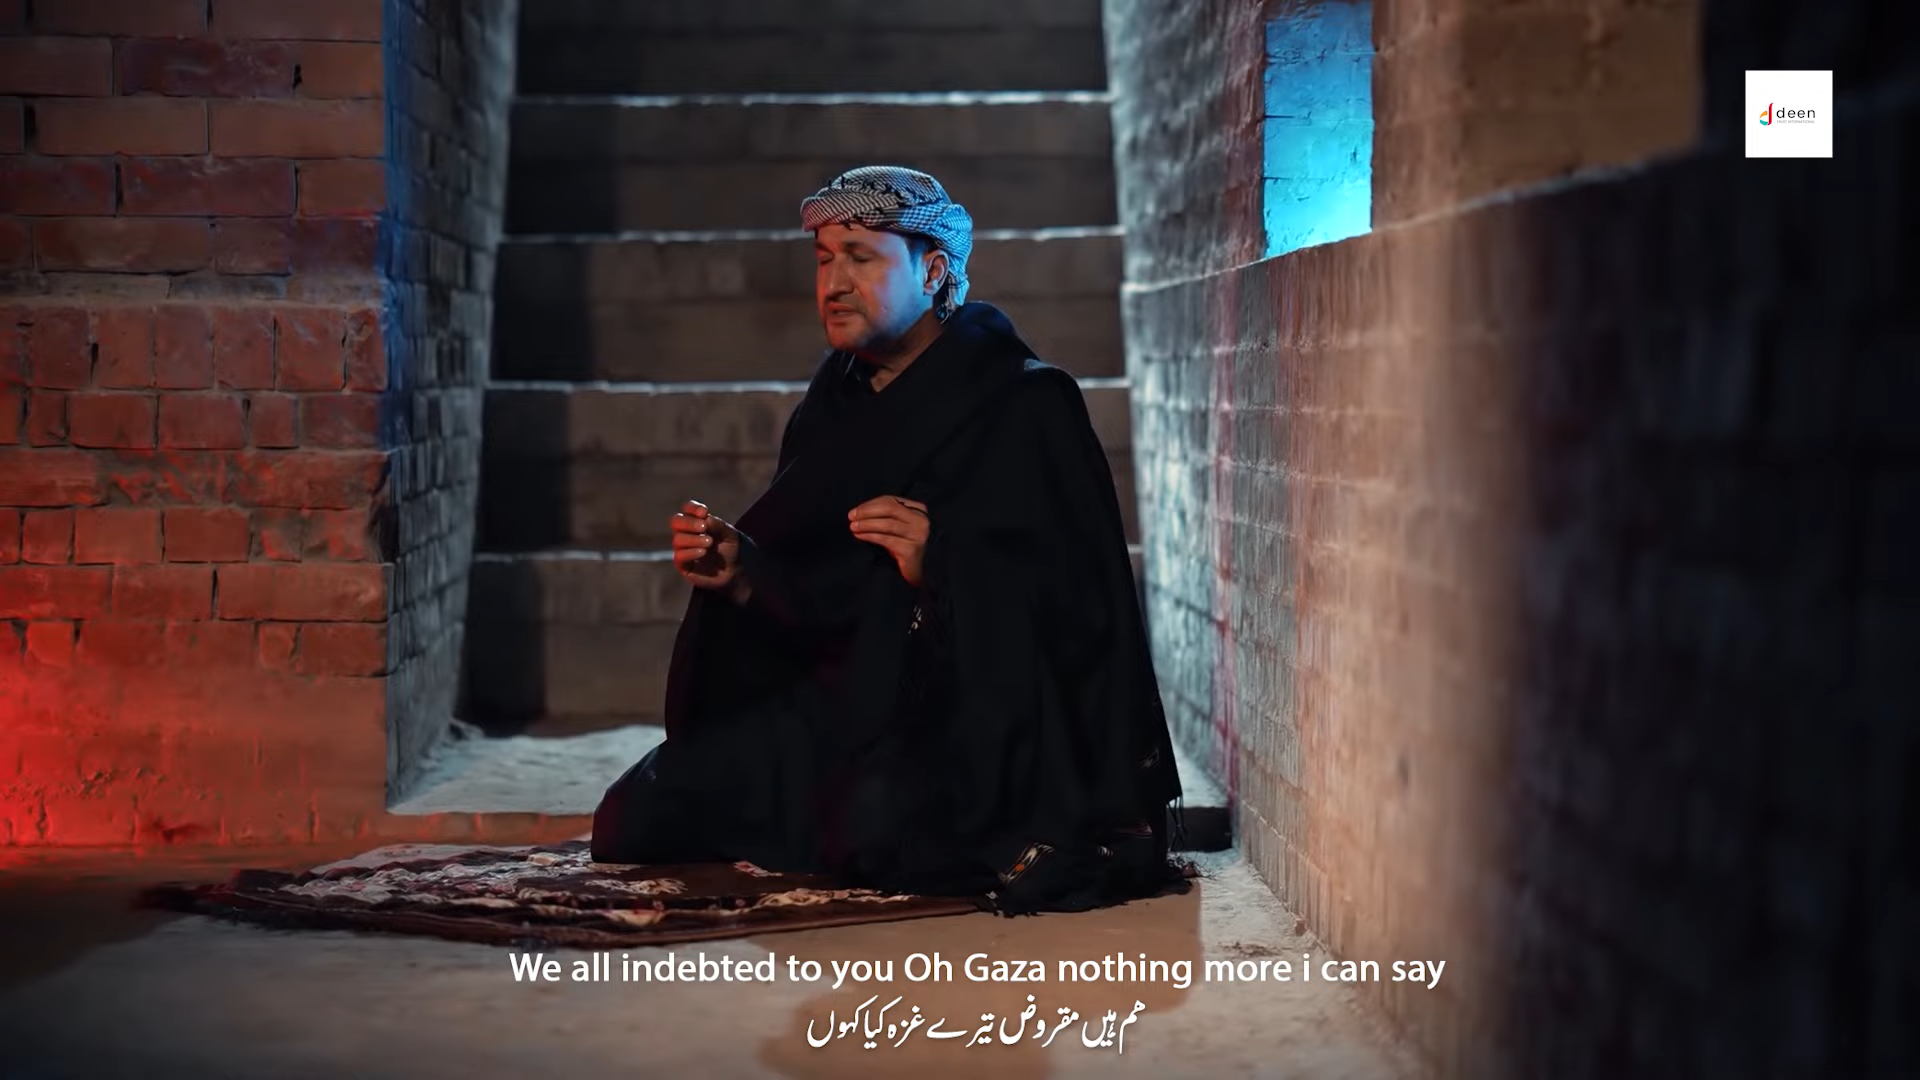 deen
We all indebted to you Oh Gaza nothing more i can say
ہم ہیں مقروض تیرے غزہ کیا کہوں